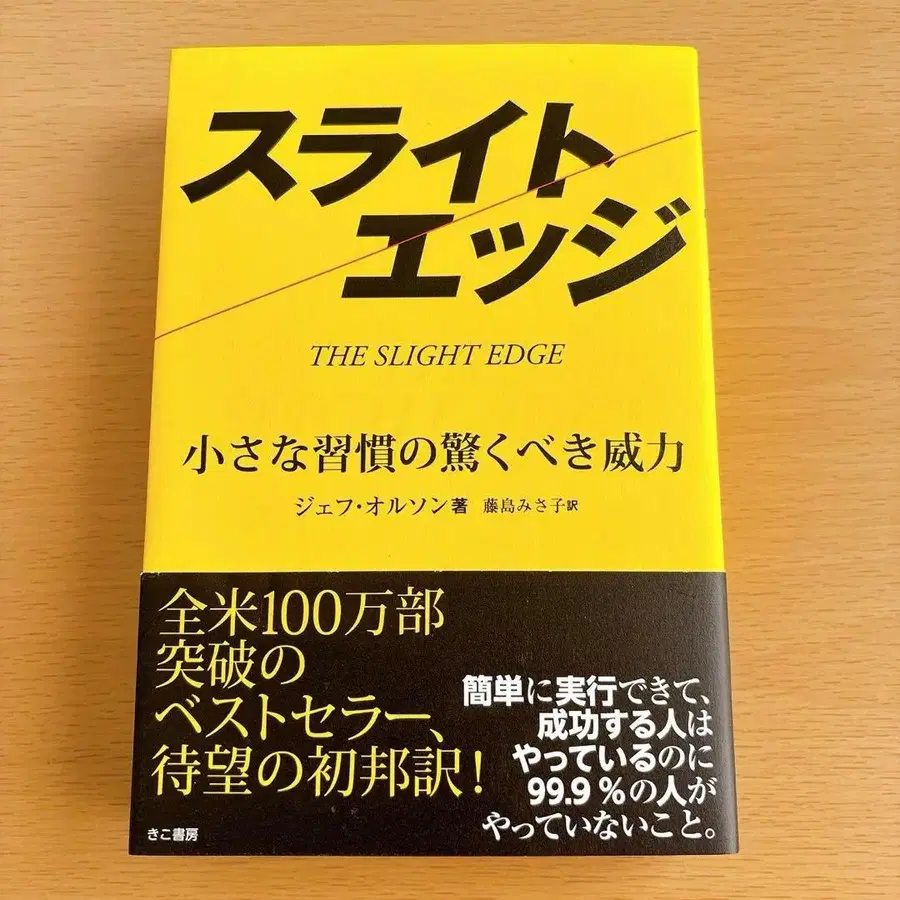 スライト
エッジ
THE SLIGHT EDGE
小さな習慣の驚くべき威力
ジェフ・オルソン著 藤島みさ子訳
全米100万部
突破の
ベストセラー、
待望の初邦訳!
簡単に実行できて、
成功する人は
やっているのに
99.9%の人が
やっていないこと。
きこ書房